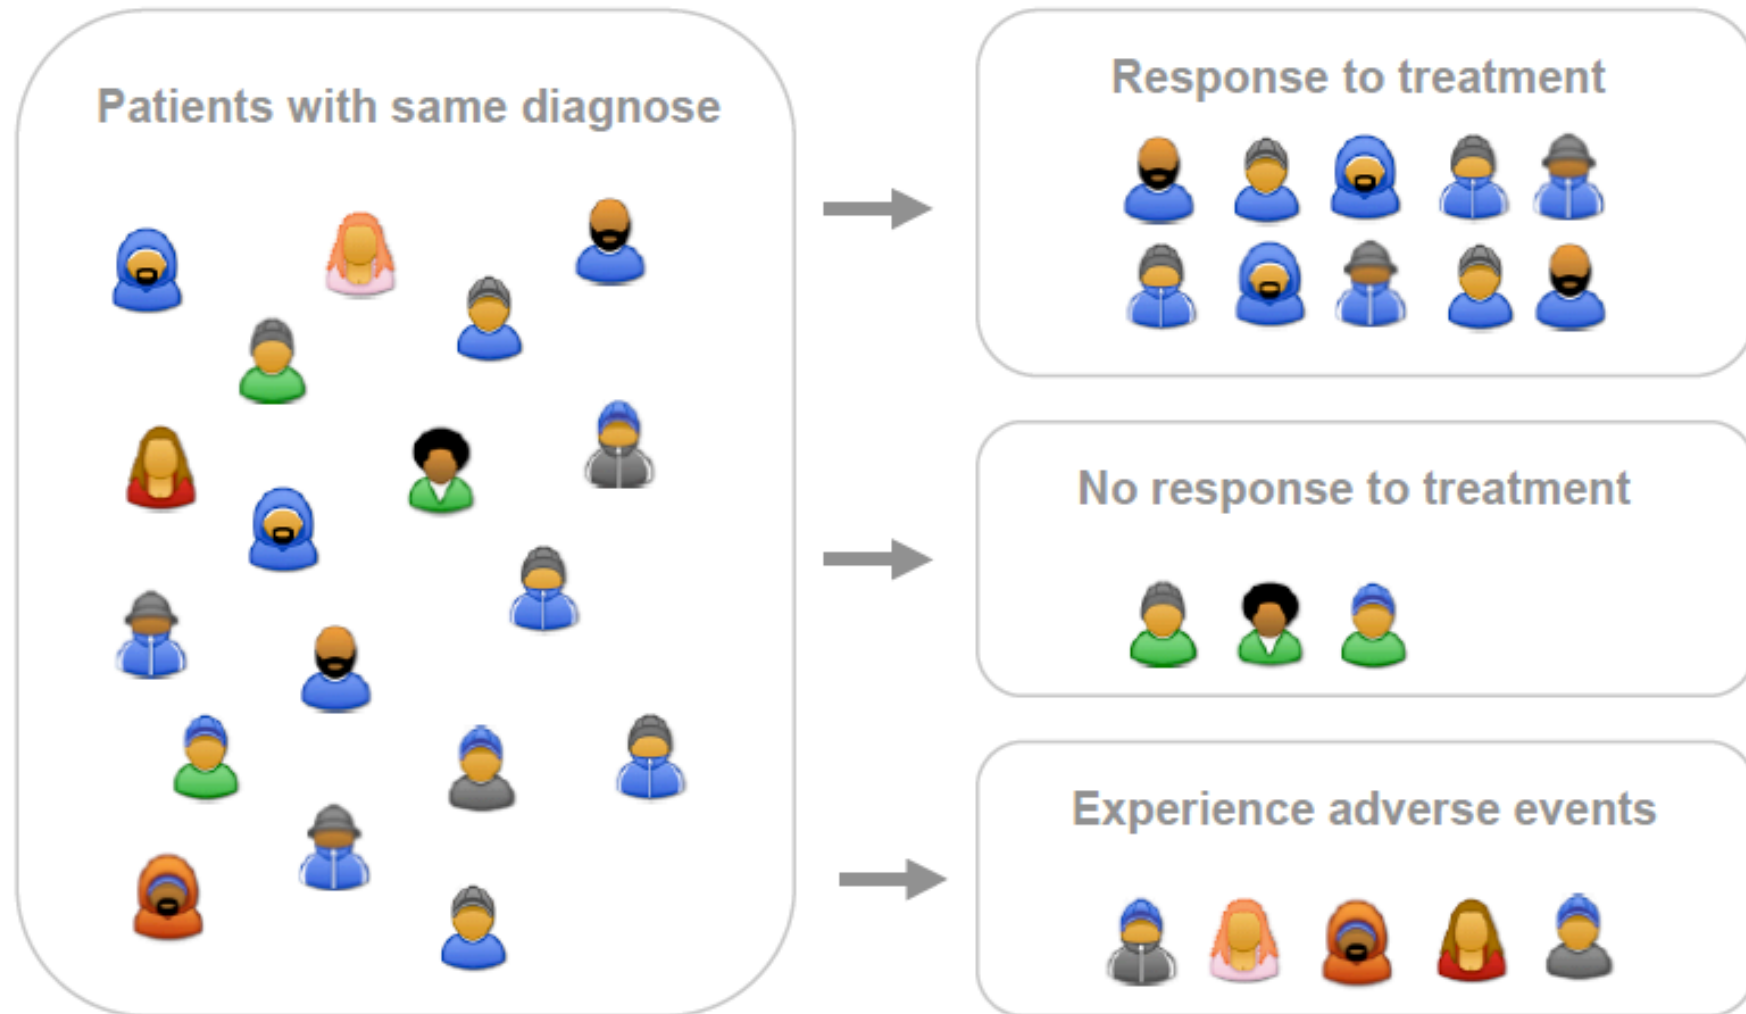 Patients with same diagnose
Response to treatment
No response to treatment
Experience adverse events